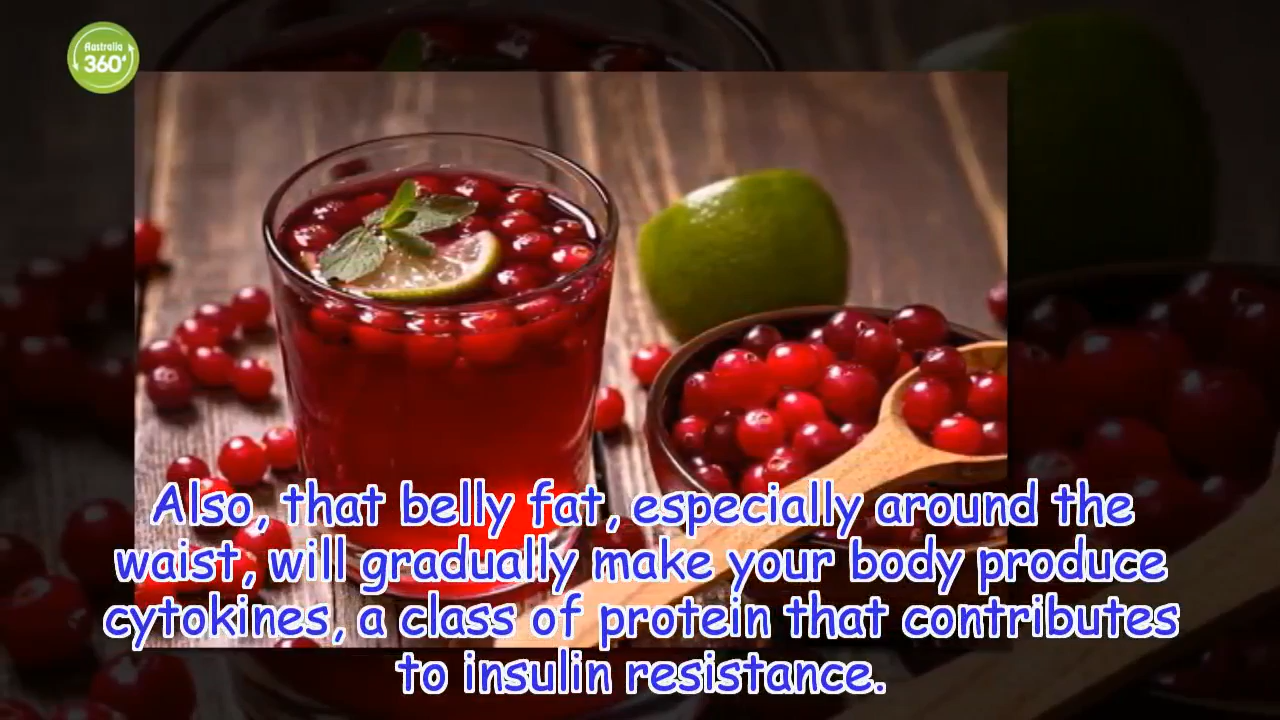 Australia
360°
Also, that belly fat, especially around the
waist, will gradually make your body produce
cytokines, a class of protein that contributes
to insulin resistance.